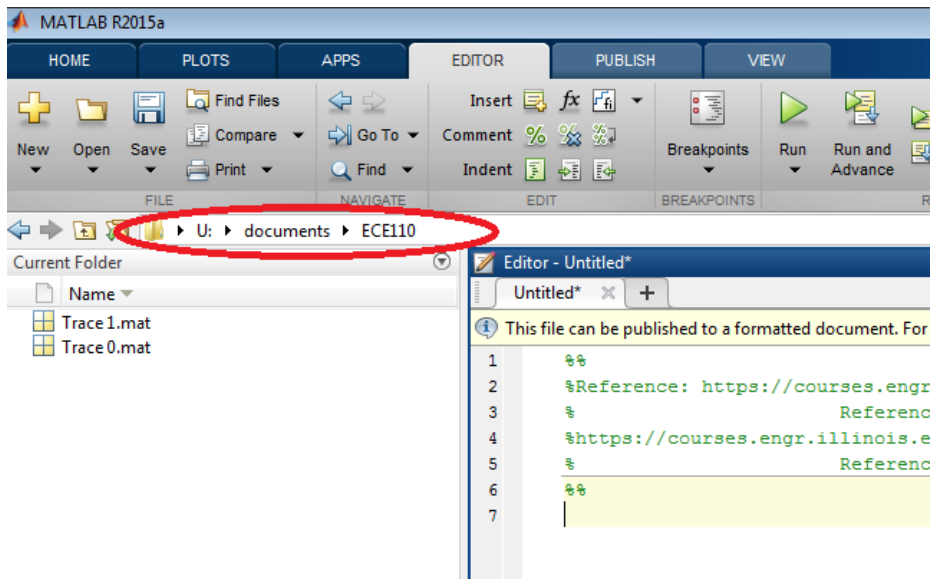 MATLAB R2015a
HOME PLOTS APPS EDITOR PUBLISH VIEW
New Open Save Find Files Compare Print
Go To Find
Insert fx fi
Comment
Indent
Breakpoints Run Run and Advance
FILE NAVIGATE EDIT BREAKPOINTS R
U: documents ECE110
Current Folder
Name
Trace 1.mat
Trace 0.mat
Editor - Untitled*
Untitled* +
This file can be published to a formatted document. For
1 %%
2 %Reference: https://courses.engr
3 % Referenc
4 %https://courses.engr.illinois.e
5 % Referenc
6 %%
7